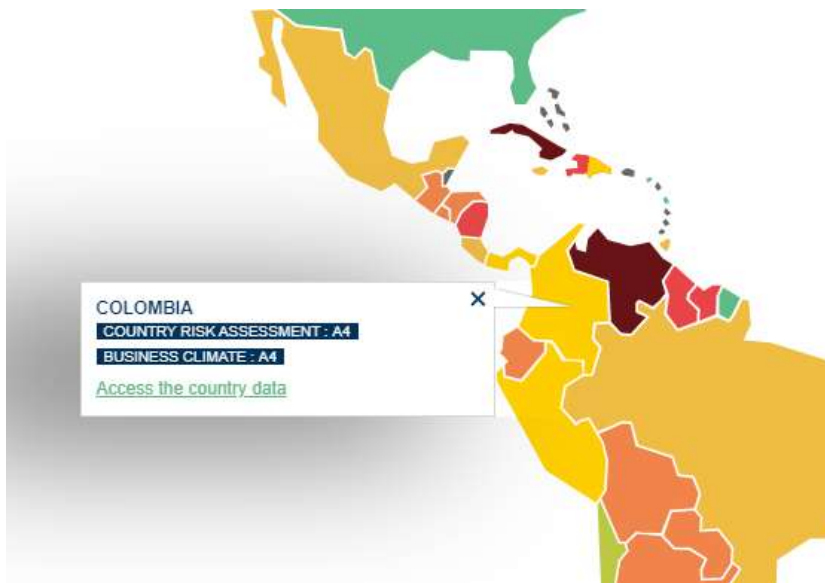 COLOMBIA
COUNTRY RISK ASSESSMENT : A4
BUSINESS CLIMATE : A4
Access the country data